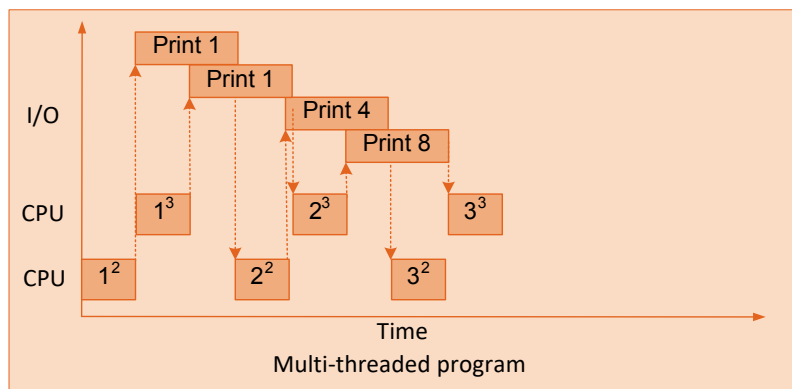 Print 1
Print 1
Print 4
I/O
Print 8
CPU
1³
2³
3³
CPU
1²
2²
3²
Time
Multi-threaded program